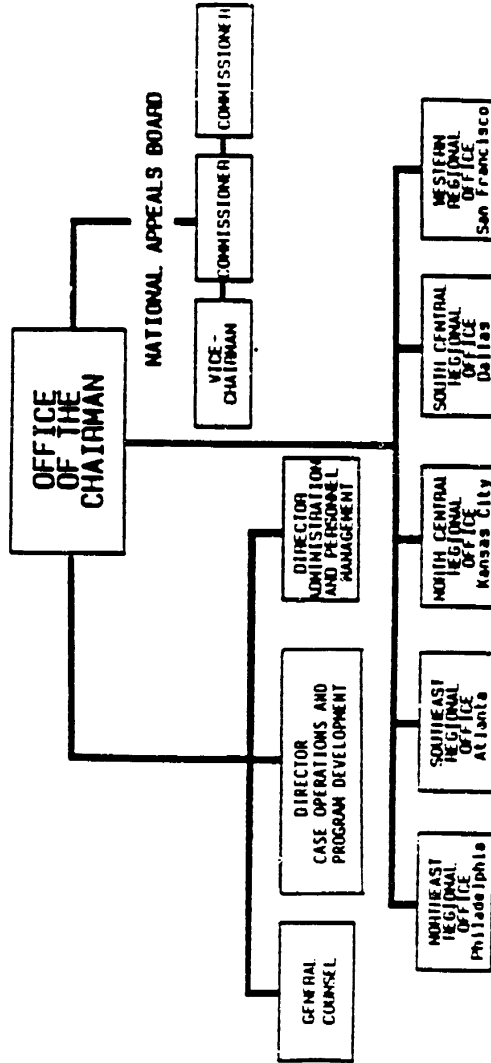 OFFICE
OF THE
CHAIRMAN
NATIONAL APPEALS BOARD
VICE-
CHAIRMAN
COMMISSIONER
COMMISSIONER
GENERAL
COUNSEL
DIRECTOR
CASE OPERATIONS AND
PROGRAM DEVELOPMENT
DIRECTOR
ADMINISTRATION
AND PERSONNEL
MANAGEMENT
NORTHEAST
REGIONAL
OFFICE
Philadelphia
SOUTHEAST
REGIONAL
OFFICE
Atlanta
NORTH CENTRAL
REGIONAL
OFFICE
Kansas City
SOUTH CENTRAL
REGIONAL
OFFICE
Dallas
WESTERN
REGIONAL
OFFICE
San Francisco